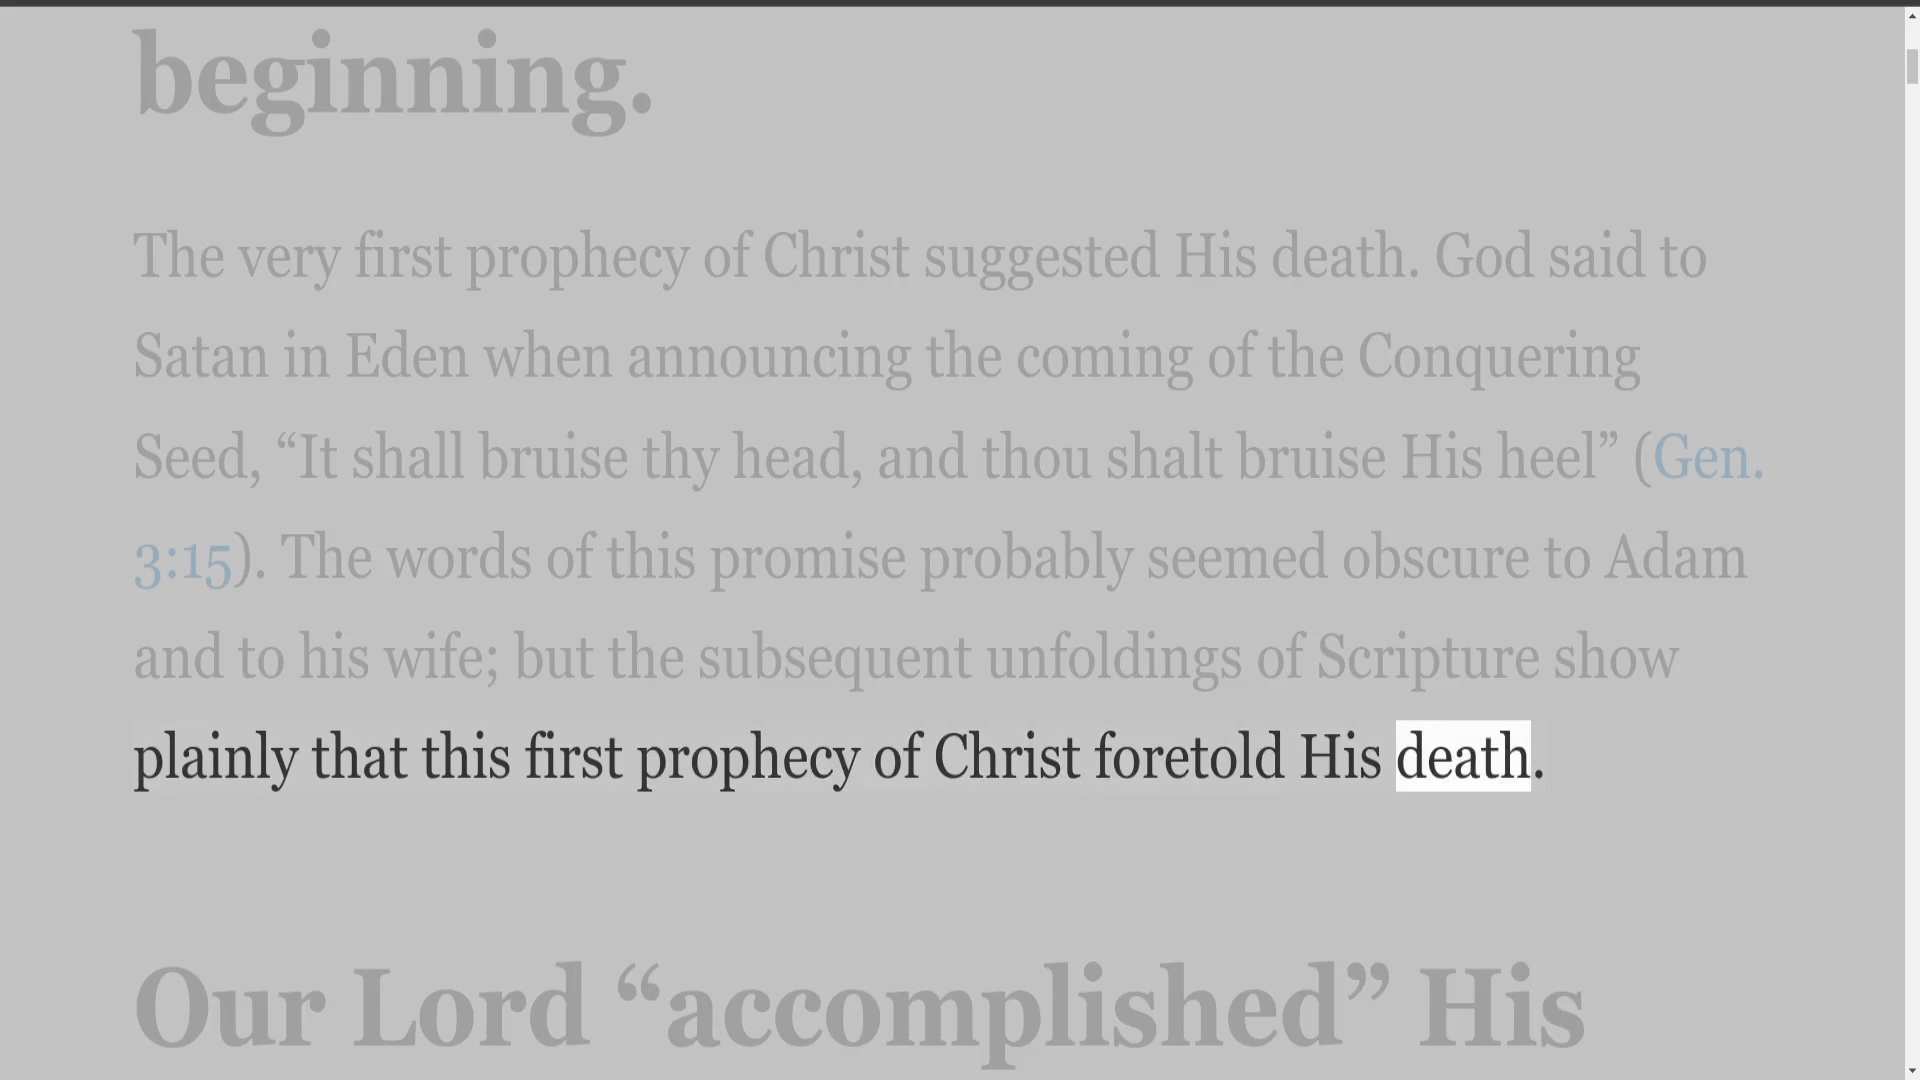 beginning.
The very first prophecy of Christ suggested His death. God said to
Satan in Eden when announcing the coming of the Conquering
Seed, “It shall bruise thy head, and thou shalt bruise His heel” (Gen.
3:15). The words of this promise probably seemed obscure to Adam
and to his wife; but the subsequent unfoldings of Scripture show
plainly that this first prophecy of Christ foretold His death.
Our Lord “accomplished” His